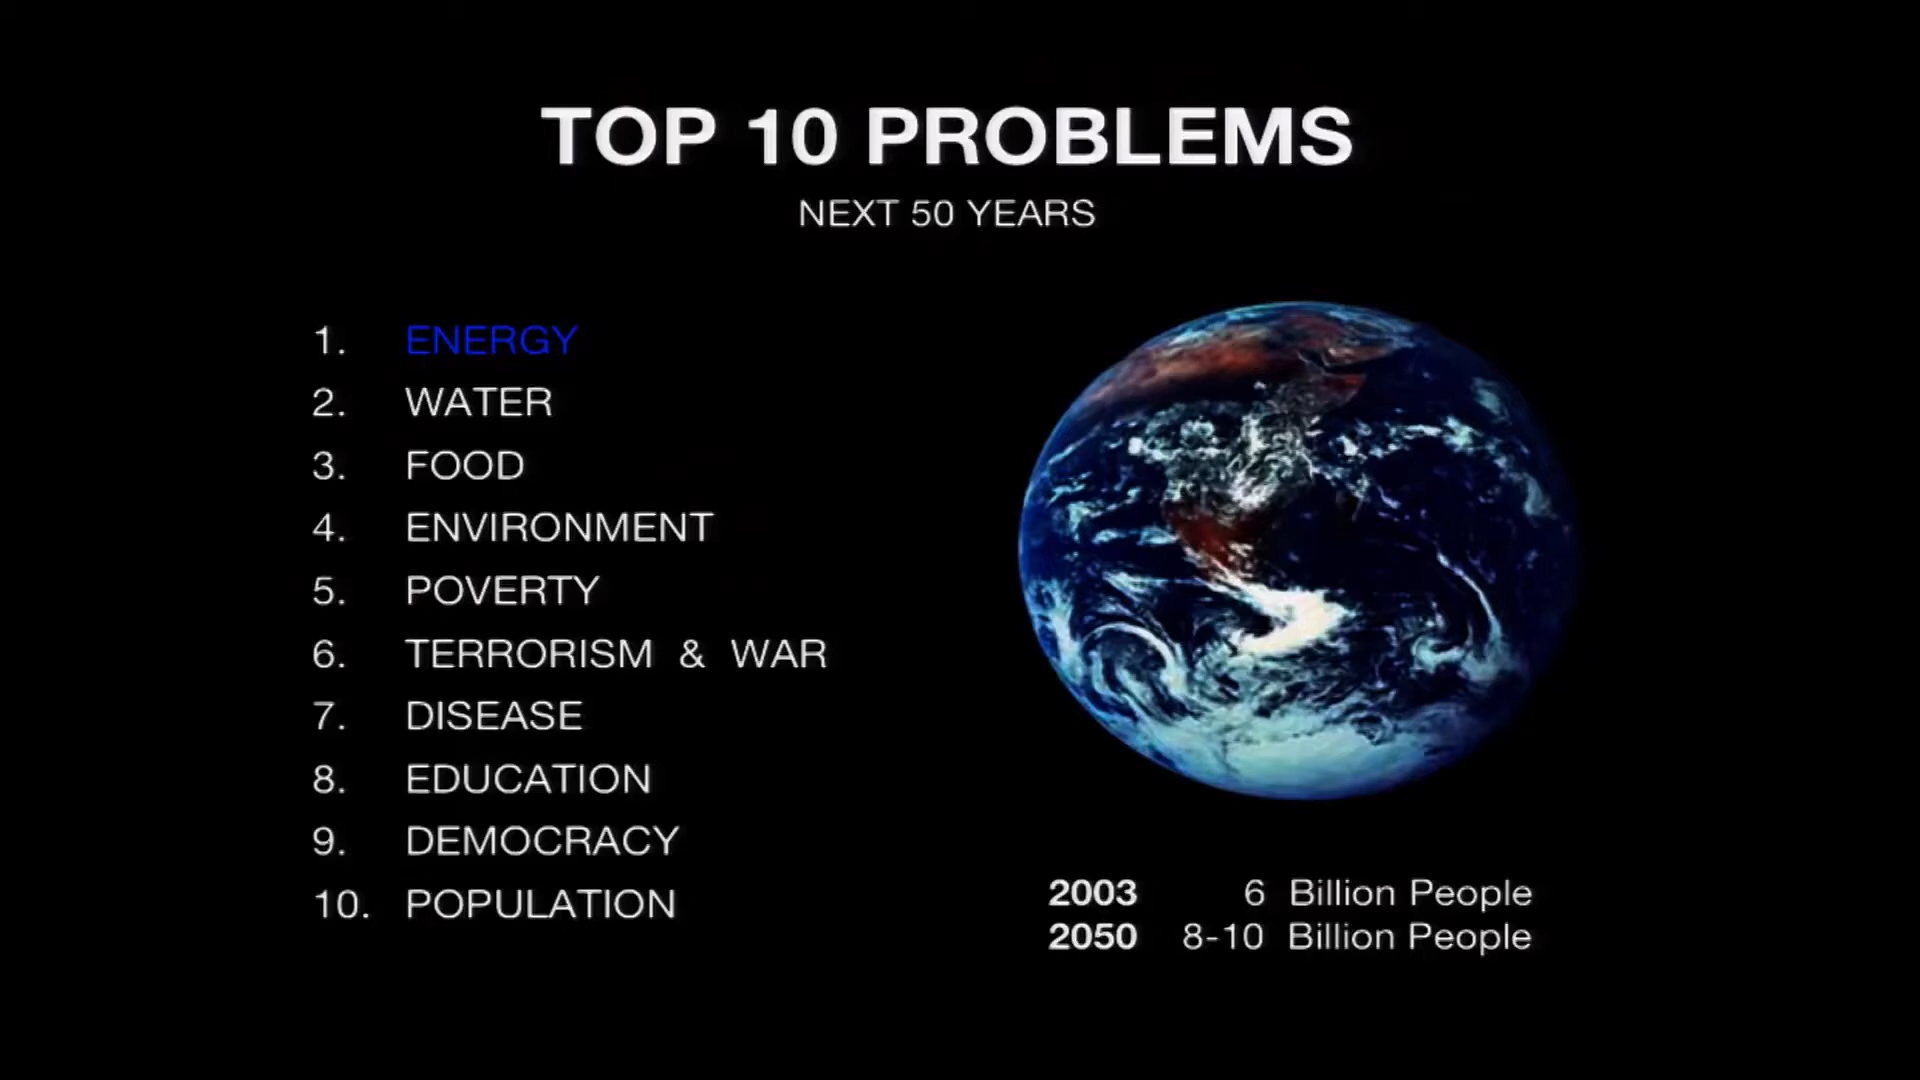 TOP 10 PROBLEMS
NEXT 50 YEARS
1. ENERGY
2. WATER
3. FOOD
4. ENVIRONMENT
5. POVERTY
6. TERRORISM & WAR
7. DISEASE
8. EDUCATION
9. DEMOCRACY
10. POPULATION
2003 6 Billion People
2050 8-10 Billion People